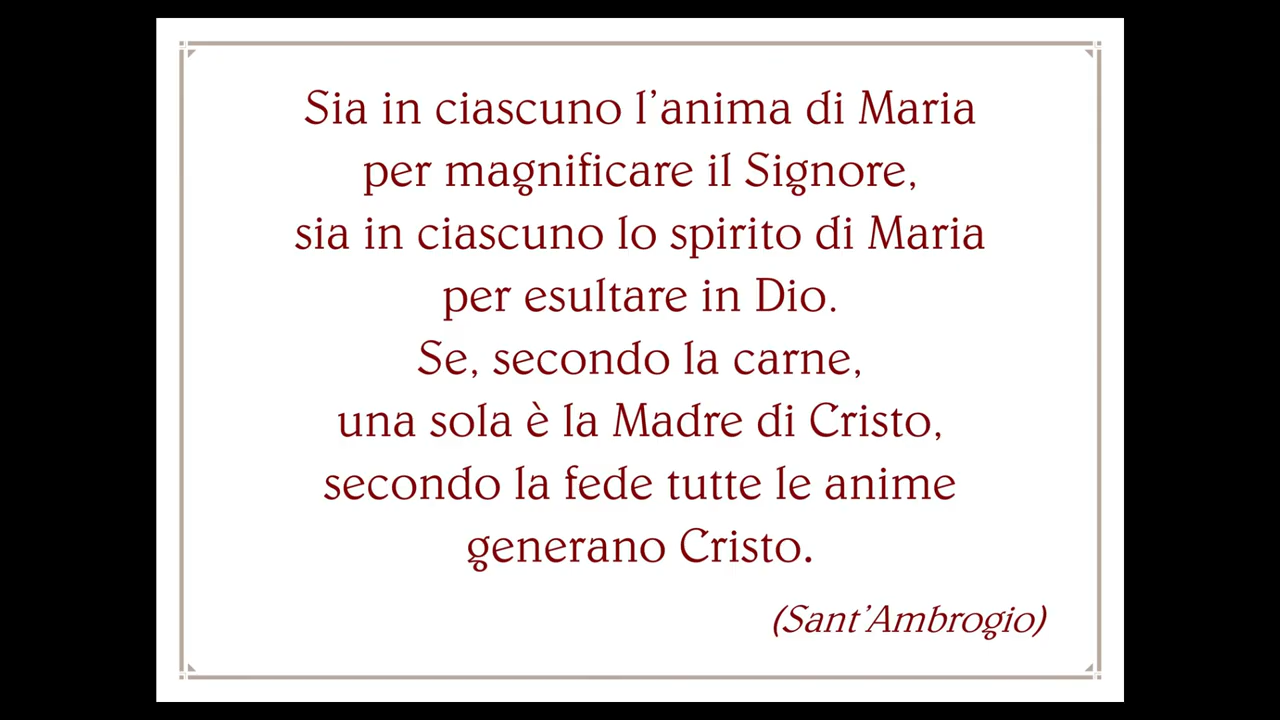 Sia in ciascuno l’anima di Maria
per magnificare il Signore,
sia in ciascuno lo spirito di Maria
per esultare in Dio.
Se, secondo la carne,
una sola è la Madre di Cristo,
secondo la fede tutte le anime
generano Cristo.
(Sant’Ambrogio)